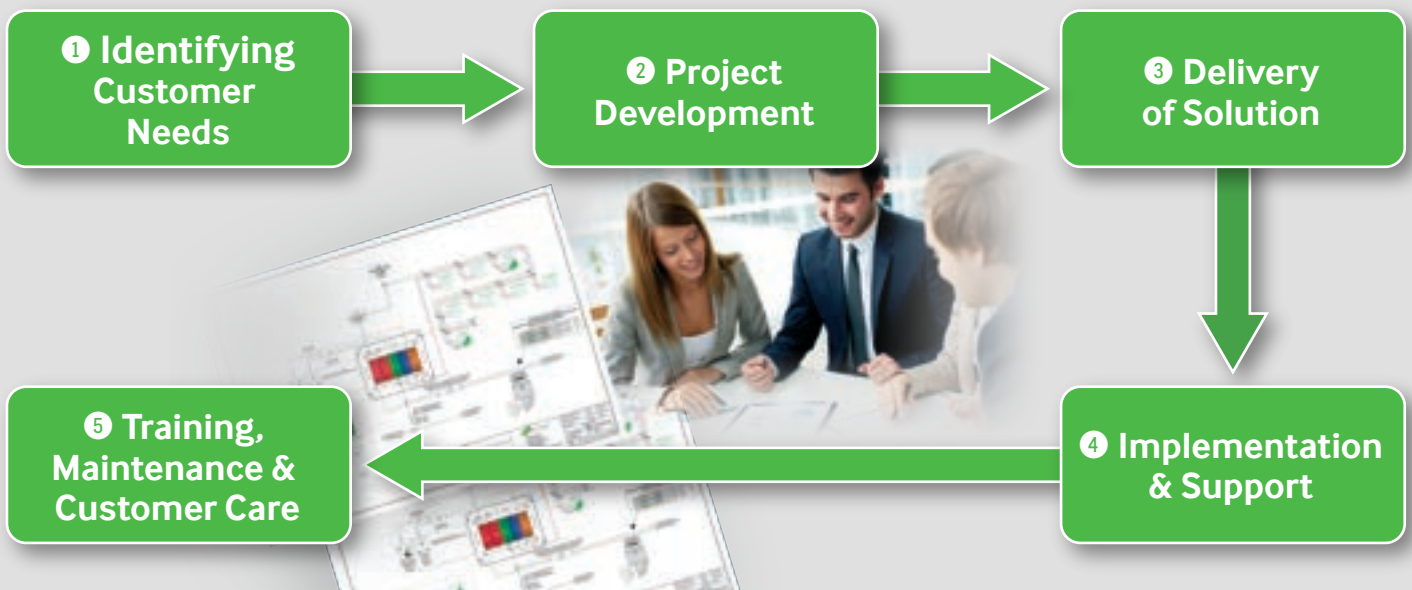 ❶ Identifying
Customer
Needs
❷ Project
Development
❸ Delivery
of Solution
❹ Implementation
& Support
❺ Training,
Maintenance &
Customer Care